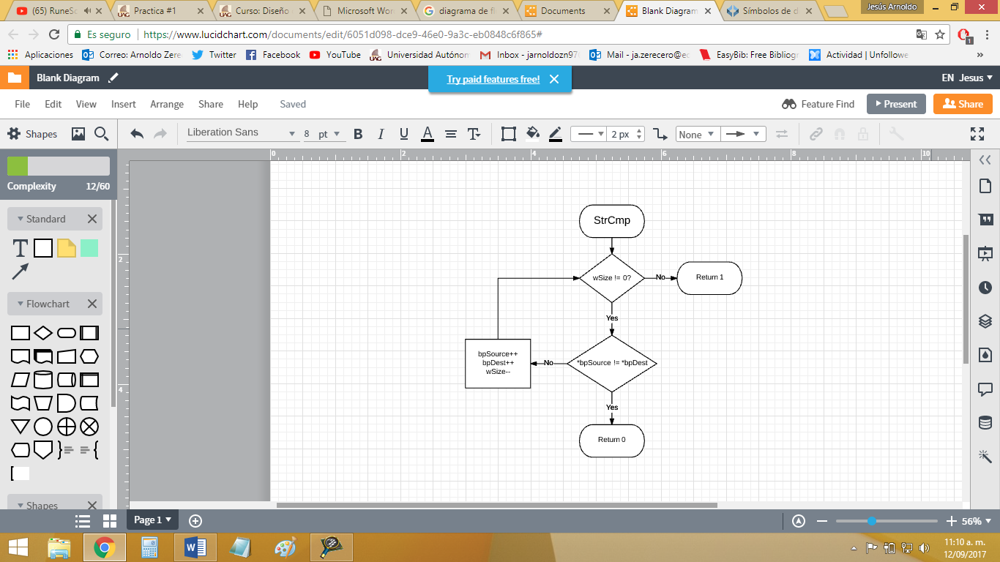 (65) RuneSc
Practica #1
Curso: Diseño
Microsoft Wor
diagrama de fl
Documents
Blank Diagram
Símbolos de d
Jesús Arnoldo
Es seguro
https://www.lucidchart.com/documents/edit/6051d098-dce9-46e0-9a3c-eb0848c6f865#
1
Aplicaciones
Correo: Arnoldo Zere
Twitter
Facebook
YouTube
Universidad Autónom
Inbox - jarnoldozn97
Mail - ja.zerecero@ed
EasyBib: Free Bibliogr
Actividad | Unfollowe
»
Blank Diagram
Try paid features free!
EN Jesus
File Edit View Insert Arrange Share Help Saved
Feature Find
Present
Share
Shapes
Liberation Sans
8 pt
B I U A T
2 px
None
Complexity 12/60
Standard
T
Flowchart
Shapes
0 2 4 6 8 10
2
4
StrCmp
wSize != 0?
No
Return 1
Yes
bpSource++
bpDest++
wSize--
No
*bpSource != *bpDest
Yes
Return 0
Page 1
56%
11:10 a. m.
12/09/2017